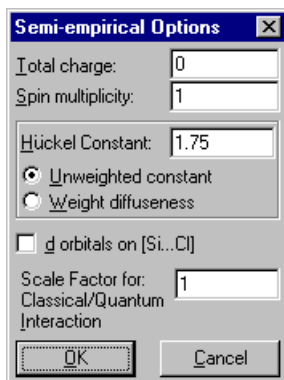 Semi-empirical Options
Total charge: 0
Spin multiplicity: 1
Hückel Constant: 1.75
Unweighted constant
Weight diffuseness
d orbitals on [Si...Cl]
Scale Factor for: 1
Classical/Quantum
Interaction
OK Cancel